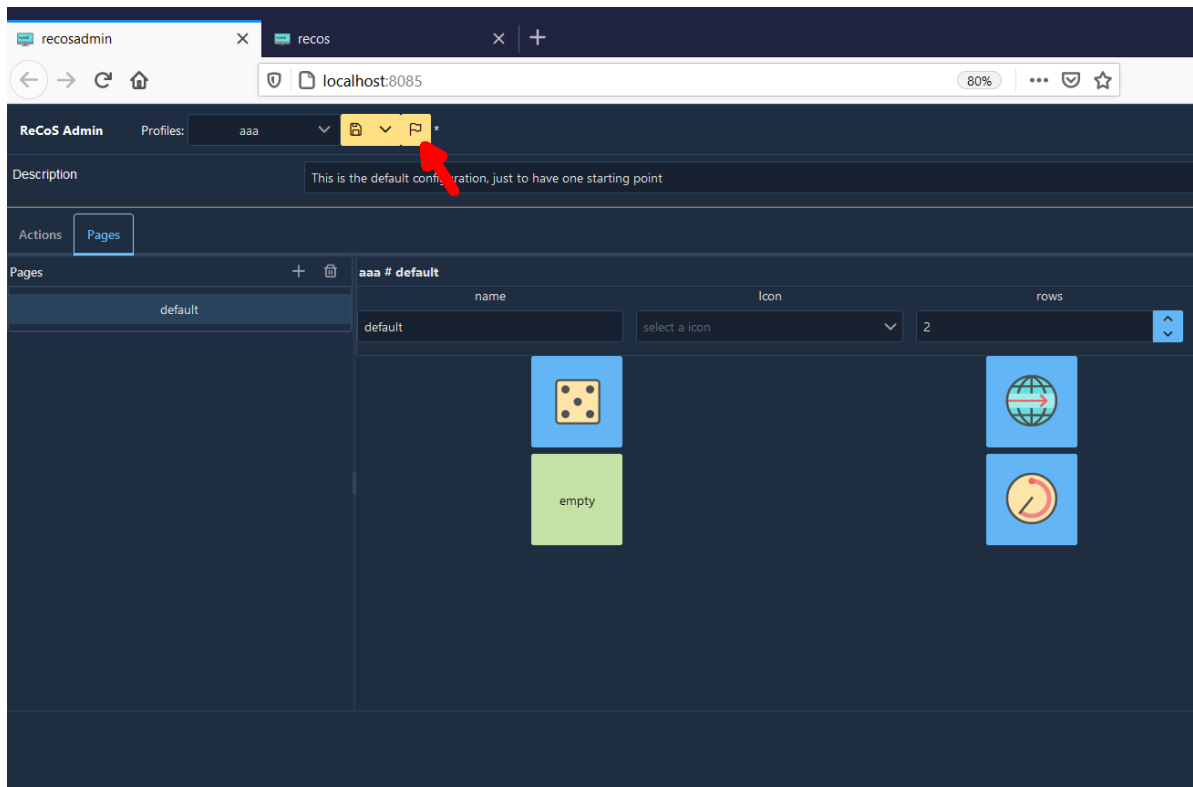 recosadmin
recos
localhost:8085
80%
ReCoS Admin Profiles: aaa *
Description This is the default configuration, just to have one starting point
Actions Pages
Pages
default
aaa # default
name Icon rows
default select a icon 2
empty